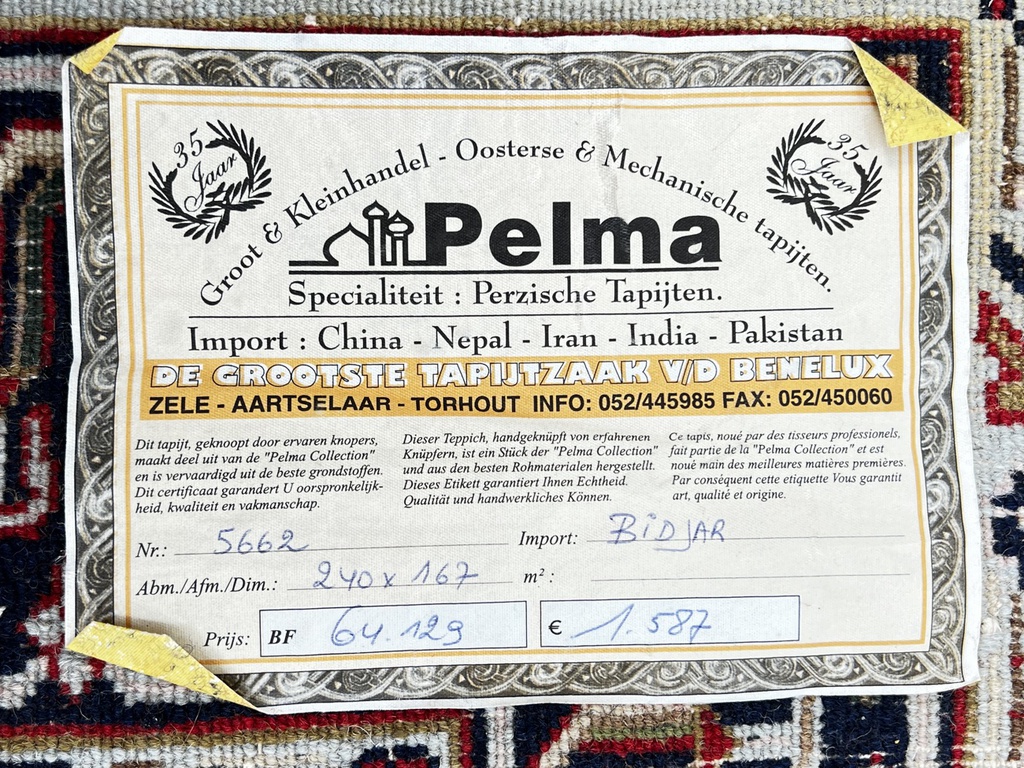 35 Jaar
Groot & Kleinhandel - Oosterse & Mechanische tapijten.
35 Jaar
Pelma
Specialiteit : Perzische Tapijten.
Import : China - Nepal - Iran - India - Pakistan
DE GROOTSTE TAPIJTZAAK V/D BENELUX
ZELE - AARTSELAAR - TORHOUT INFO: 052/445985 FAX: 052/450060
Dit tapijt, geknoopt door ervaren knopers,
maakt deel uit van de "Pelma Collection"
en is vervaardigd uit de beste grondstoffen.
Dit certificaat garandert U oorspronkelijk-
heid, kwaliteit en vakmanschap.
Dieser Teppich, handgeknüpft von erfahrenen
Knüpfern, ist ein Stück der "Pelma Collection"
und aus den besten Rohmaterialen hergestellt.
Dieses Etikett garantiert Ihnen Echtheid.
Qualität und handwerkliches Können.
Ce tapis, noué par des tisseurs professionels,
fait partie de la "Pelma Collection" et est
noué main des meilleures matières premières.
Par conséquent cette etiquette Vous garantit
art, qualité et origine.
Nr.: 5662 Import: BIDJAR
Abm./Afm./Dim.: 240 x 167 m² :
Prijs: BF 64.129 € 1.587